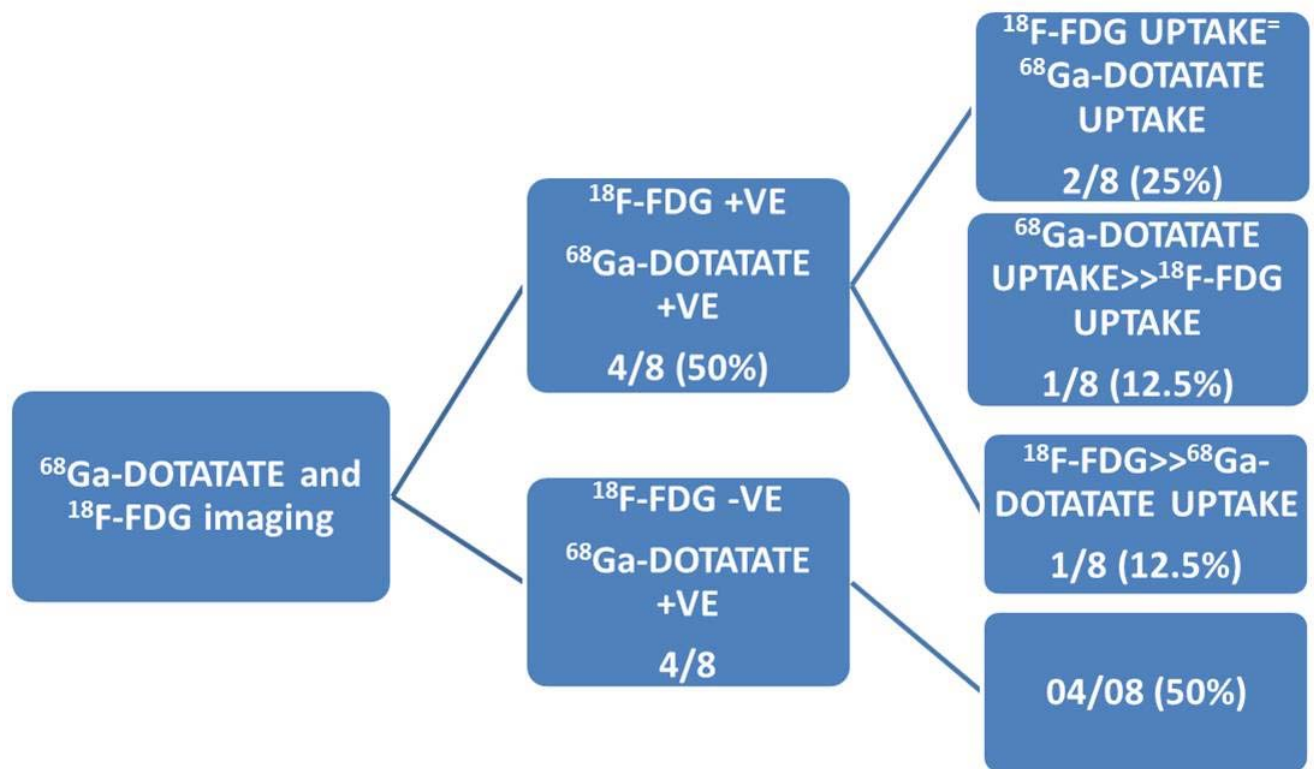 ⁶⁸Ga-DOTATATE and
¹⁸F-FDG imaging
¹⁸F-FDG +VE
⁶⁸Ga-DOTATATE
+VE
4/8 (50%)
¹⁸F-FDG -VE
⁶⁸Ga-DOTATATE
+VE
4/8
¹⁸F-FDG UPTAKE⁼
⁶⁸Ga-DOTATATE
UPTAKE
2/8 (25%)
⁶⁸Ga-DOTATATE
UPTAKE>>¹⁸F-FDG
UPTAKE
1/8 (12.5%)
¹⁸F-FDG>>⁶⁸Ga-
DOTATATE UPTAKE
1/8 (12.5%)
04/08 (50%)